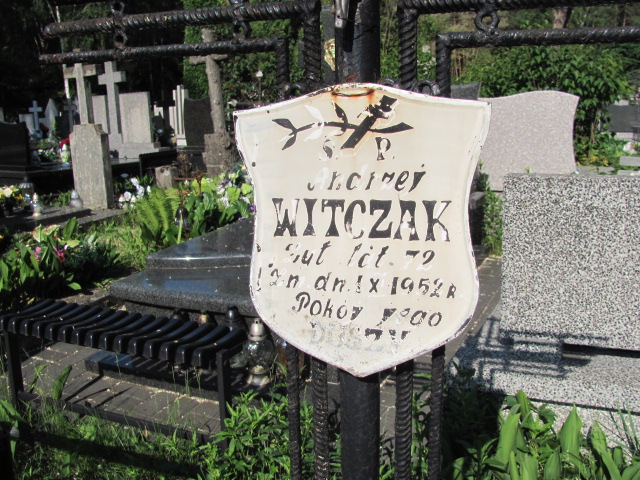 Ś. P.
Andrzej
WITCZAK
żył lat 72
Zm. dn. 1 X 1952 R
Pokój Jego
DUSZY